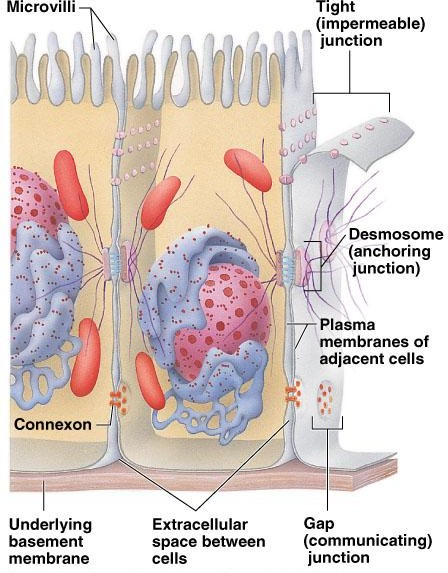 Microvilli
Tight
(impermeable)
junction
Desmosome
(anchoring
junction)
Plasma
membranes of
adjacent cells
Connexon
Underlying
basement
membrane
Extracellular
space between
cells
Gap
(communicating)
junction